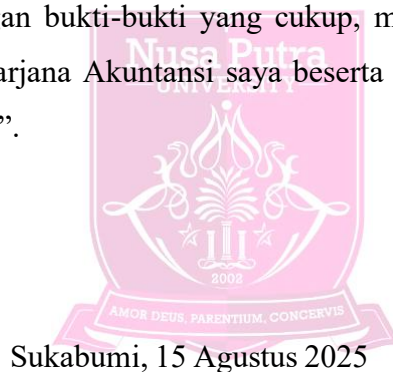 an bukti-bukti yang cukup, m
Nusa Putra
arjana Akuntansi saya beserta
UNIVERSITY
”.
2002
AMOR DEUS, PARENTIUM, CONCERVIS
Sukabumi, 15 Agustus 2025